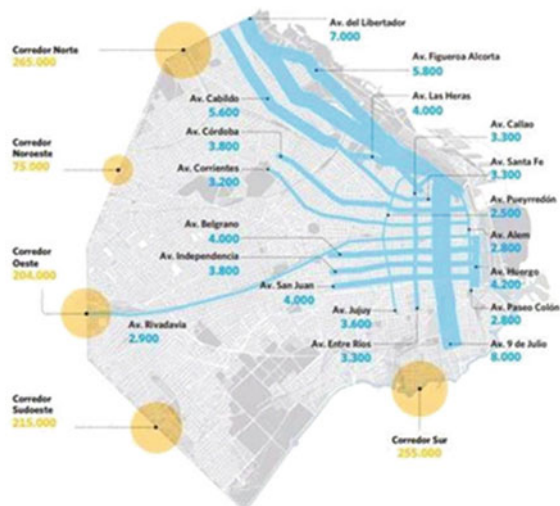 Av. del Libertador
7.000
Corredor Norte
265.000
Av. Figueroa Alcorta
5.800
Av. Las Heras
4.000
Av. Cabildo
5.600
Av. Callao
3.300
Av. Córdoba
3.800
Av. Santa Fe
3.300
Corredor
Noroeste
75.000
Av. Corrientes
3.200
Av. Pueyrredón
2.500
Av. Belgrano
4.000
Av. Alem
2.800
Corredor
Oeste
204.000
Av. Independencia
3.800
Av. Huergo
4.200
Av. San Juan
4.000
Av. Paseo Colón
2.800
Av. Rivadavia
2.900
Av. Jujuy
3.600
Av. Entre Ríos
3.300
Av. 9 de Julio
8.000
Corredor
Sudoeste
215.000
Corredor Sur
255.000